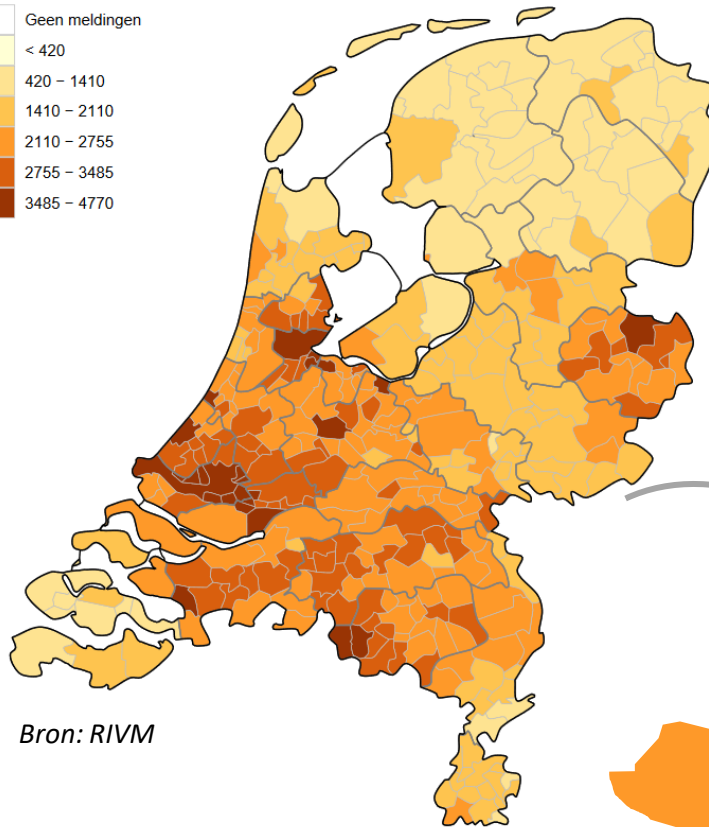 Geen meldingen
< 420
420 – 1410
1410 – 2110
2110 – 2755
2755 – 3485
3485 – 4770
Bron: RIVM